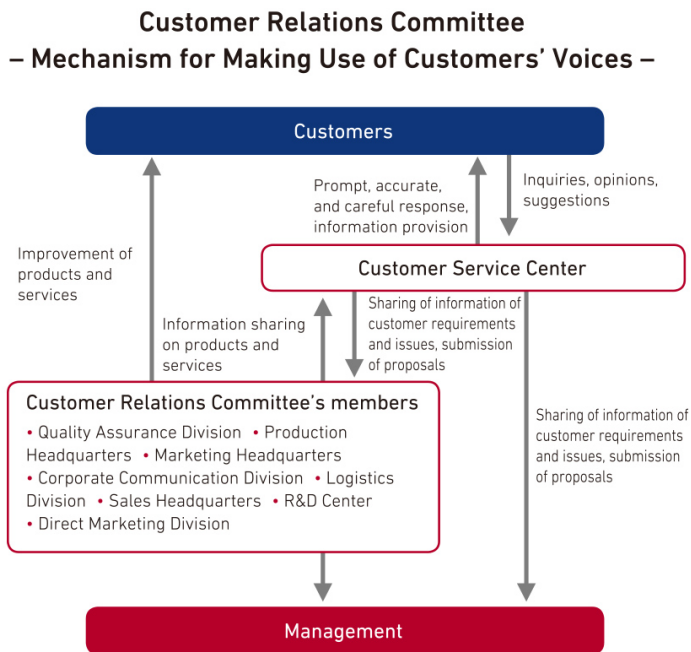 Customer Relations Committee
– Mechanism for Making Use of Customers’ Voices –
Customers
Prompt, accurate,
and careful response,
information provision
Inquiries, opinions,
suggestions
Improvement of
products and
services
Customer Service Center
Information sharing
on products and
services
Sharing of information of
customer requirements
and issues, submission
of proposals
Customer Relations Committee’s members
• Quality Assurance Division • Production
Headquarters • Marketing Headquarters
• Corporate Communication Division • Logistics
Division • Sales Headquarters • R&D Center
• Direct Marketing Division
Sharing of information of
customer requirements
and issues, submission
of proposals
Management